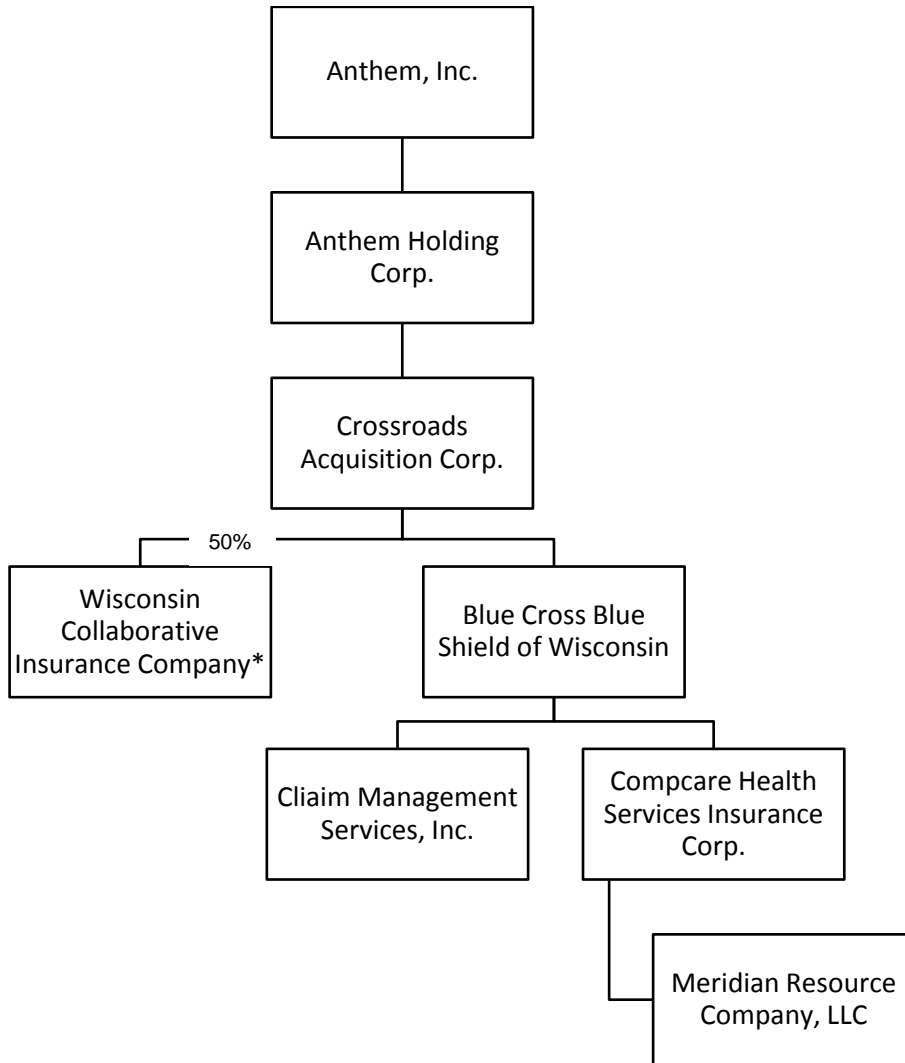 Anthem, Inc.
Anthem Holding
Corp.
Crossroads
Acquisition Corp.
50%
Wisconsin
Collaborative
Insurance Company*
Blue Cross Blue
Shield of Wisconsin
Cliaim Management
Services, Inc.
Compcare Health
Services Insurance
Corp.
Meridian Resource
Company, LLC